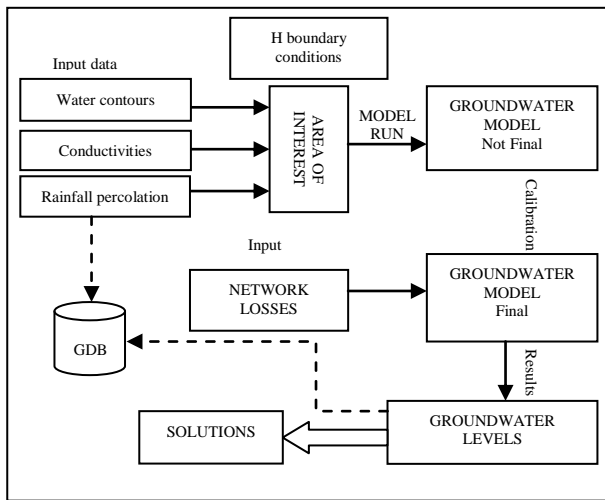 H boundary
conditions
Input data
Water contours
Conductivities
Rainfall percolation
AREA OF
INTEREST
MODEL
RUN
GROUNDWATER
MODEL
Not Final
Calibration
Input
NETWORK
LOSSES
GROUNDWATER
MODEL
Final
GDB
Results
SOLUTIONS
GROUNDWATER
LEVELS